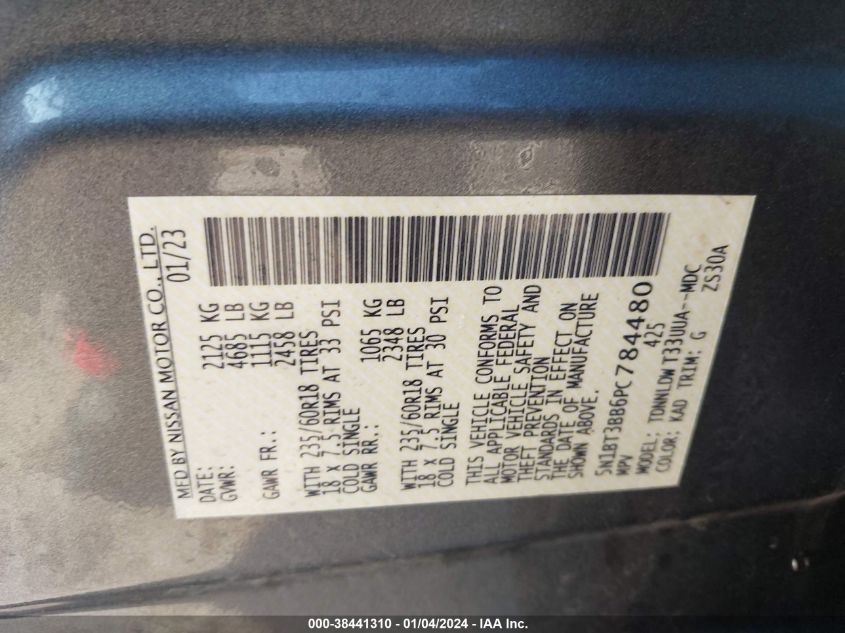 MFD BY NISSAN MOTOR CO., LTD.
DATE: 01/23
GVWR: 2125 KG
4685 LB
GAWR FR.: 1115 KG
2458 LB
WITH 235/60R18 TIRES
18 x 7.5 RIMS AT 33 PSI
COLD SINGLE
GAWR RR.: 1065 KG
2348 LB
WITH 235/60R18 TIRES
18 x 7.5 RIMS AT 30 PSI
COLD SINGLE
THIS VEHICLE CONFORMS TO
ALL APPLICABLE FEDERAL
MOTOR VEHICLE SAFETY AND
THEFT PREVENTION
STANDARDS IN EFFECT ON
THE DATE OF MANUFACTURE
SHOWN ABOVE.
5N1BT3BB6PC784480
MPV 425
MODEL: TDNNLDW T33UUA--MDC
COLOR: KAD TRIM: G ZS30A
000-38441310 - 01/04/2024 - IAA Inc.